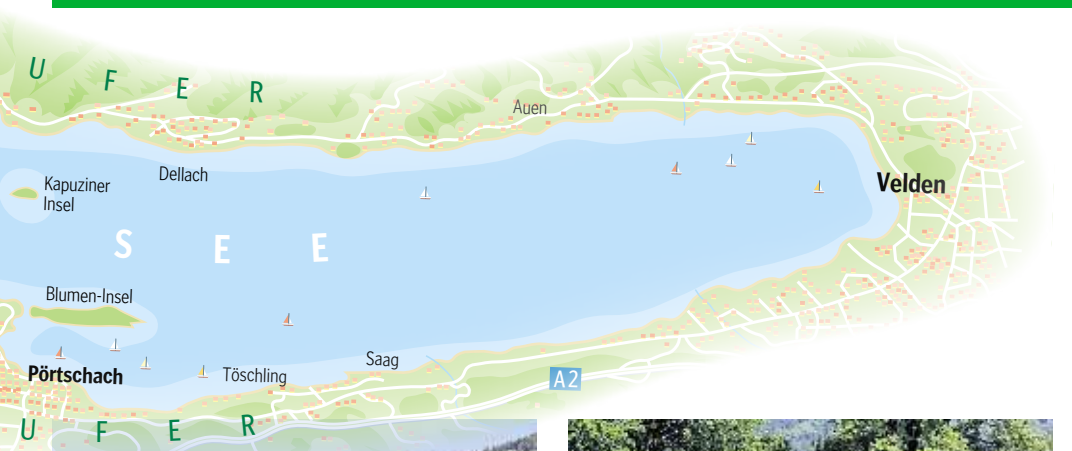 U F E R
Auen
Dellach
Kapuziner
Insel
Velden
S E E
Blumen-Insel
Saag
Pörtschach
Töschling
A2
U F E R